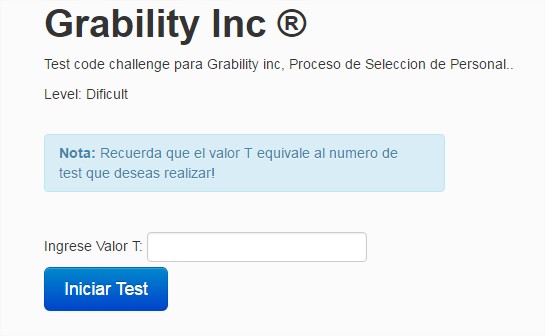 Grability Inc ®
Test code challenge para Grability inc, Proceso de Seleccion de Personal..
Level: Dificult
Nota: Recuerda que el valor T equivale al numero de
test que deseas realizar!
Ingrese Valor T:
Iniciar Test